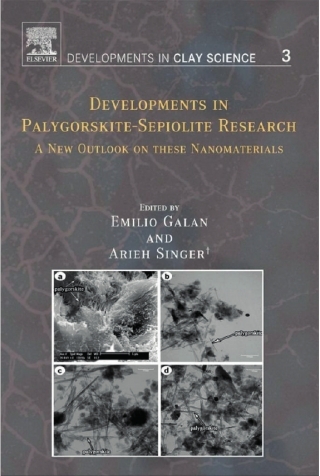 ELSEVIER
DEVELOPMENTS IN CLAY SCIENCE 3
DEVELOPMENTS IN
PALYGORSKITE-SEPIOLITE RESEARCH
A NEW OUTLOOK ON THESE NANOMATERIALS
EDITED BY
EMILIO GALAN
AND
ARIEH SINGER†
a
b
palygorskite
palygorskite
c
d
palygorskite
palygorskite